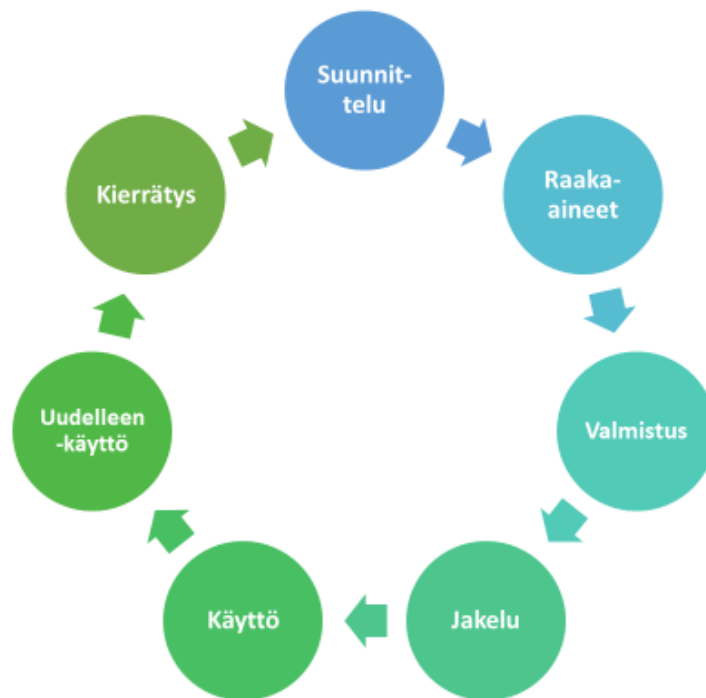 Suunnit-
telu
Raaka-
aineet
Valmistus
Jakelu
Käyttö
Uudelleen
-käyttö
Kierrätys